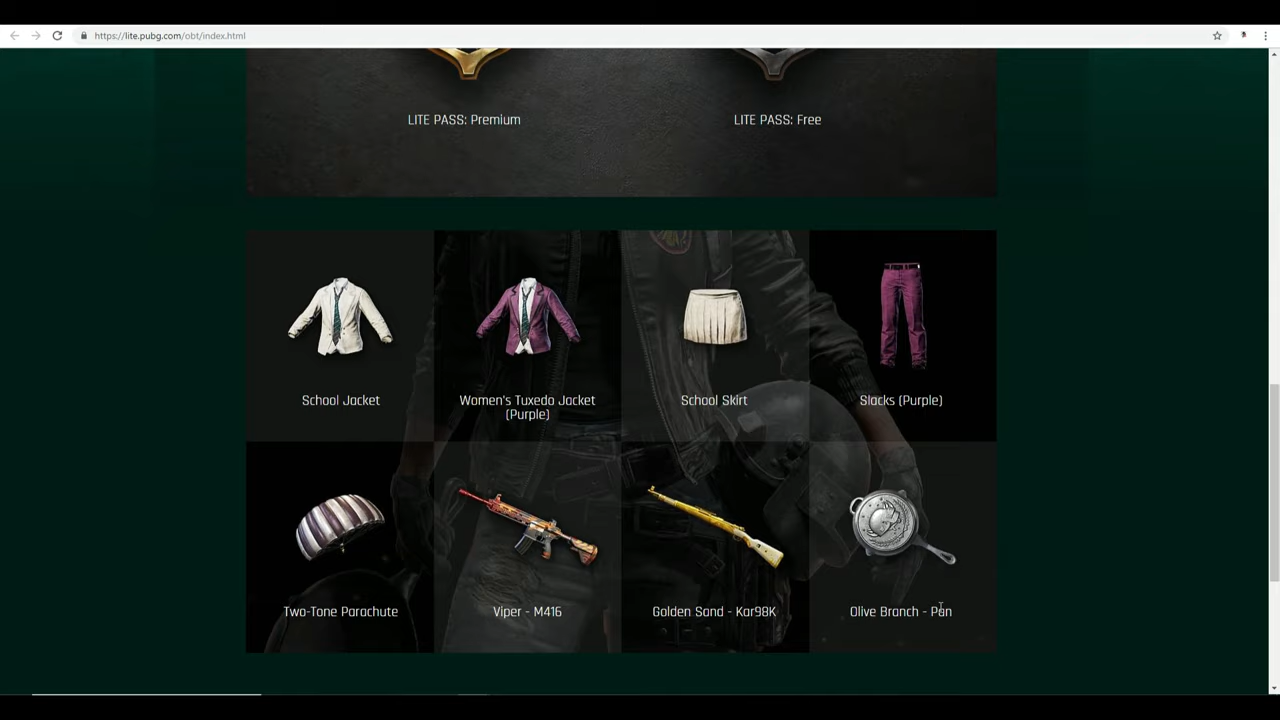 https://lite.pubg.com/obt/index.html
LITE PASS: Premium
LITE PASS: Free
School Jacket
Women's Tuxedo Jacket
(Purple)
School Skirt
Slacks (Purple)
Two-Tone Parachute
Viper - M416
Golden Sand - Kar98K
Olive Branch - Pan